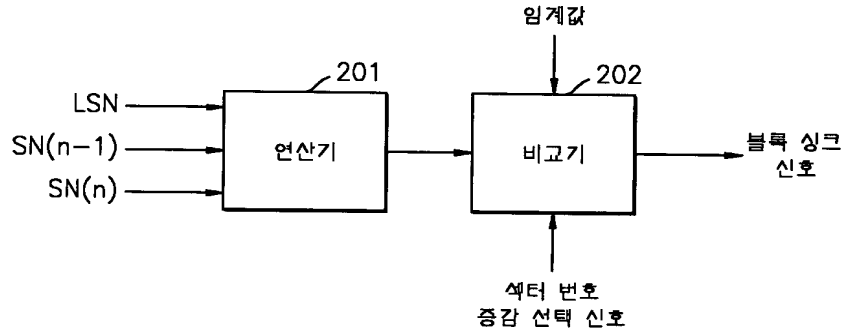 임계값
201
202
LSN
SN(n-1)
SN(n)
연산기
비교기
블록 싱크
신호
섹터 번호
증감 선택 신호